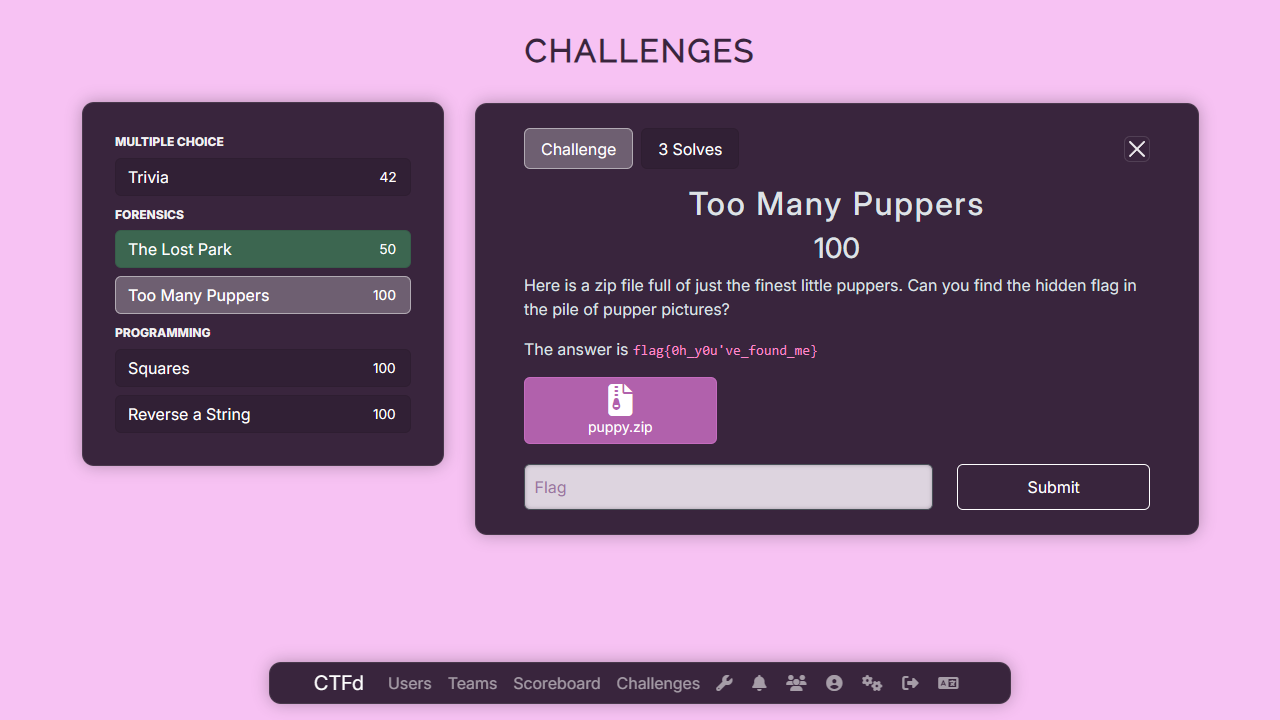 CHALLENGES
MULTIPLE CHOICE
Trivia 42
FORENSICS
The Lost Park 50
Too Many Puppers 100
PROGRAMMING
Squares 100
Reverse a String 100
Challenge 3 Solves
Too Many Puppers
100
Here is a zip file full of just the finest little puppers. Can you find the hidden flag in
the pile of pupper pictures?
The answer is flag{0h_y0u've_found_me}
puppy.zip
Flag Submit
CTFd Users Teams Scoreboard Challenges